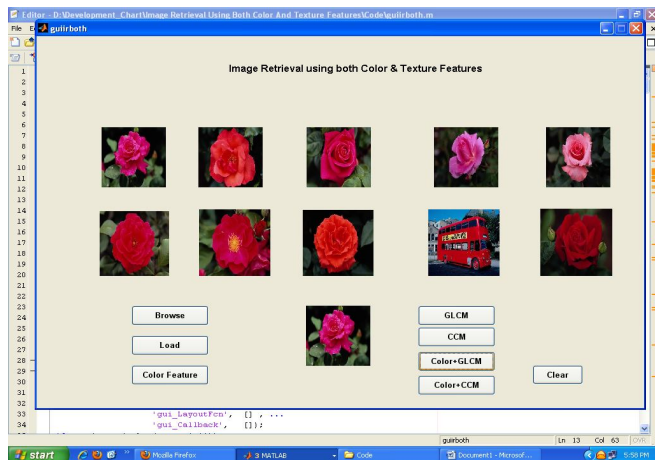 Editor - D:\Development_Chart\Image Retrieval Using Both Color And Texture Features\Code\guiirboth.m
File
guiirboth
Image Retrieval using both Color & Texture Features
1
2
3
4
5
6
7
8
9
10
11
12
13
14
15
16
17
18
19
20
21
22
23
24
25
26
27
28
29
30
31
32
33
34
Browse
Load
Color Feature
GLCM
CCM
Color+GLCM
Color+CCM
Clear
'gui_LayoutFcn', [] , ...
'gui_Callback', []);
guiirboth Ln 13 Col 63 OVR
start Mozilla Firefox 3 MATLAB Code Document1 - Microsof... 5:58 PM